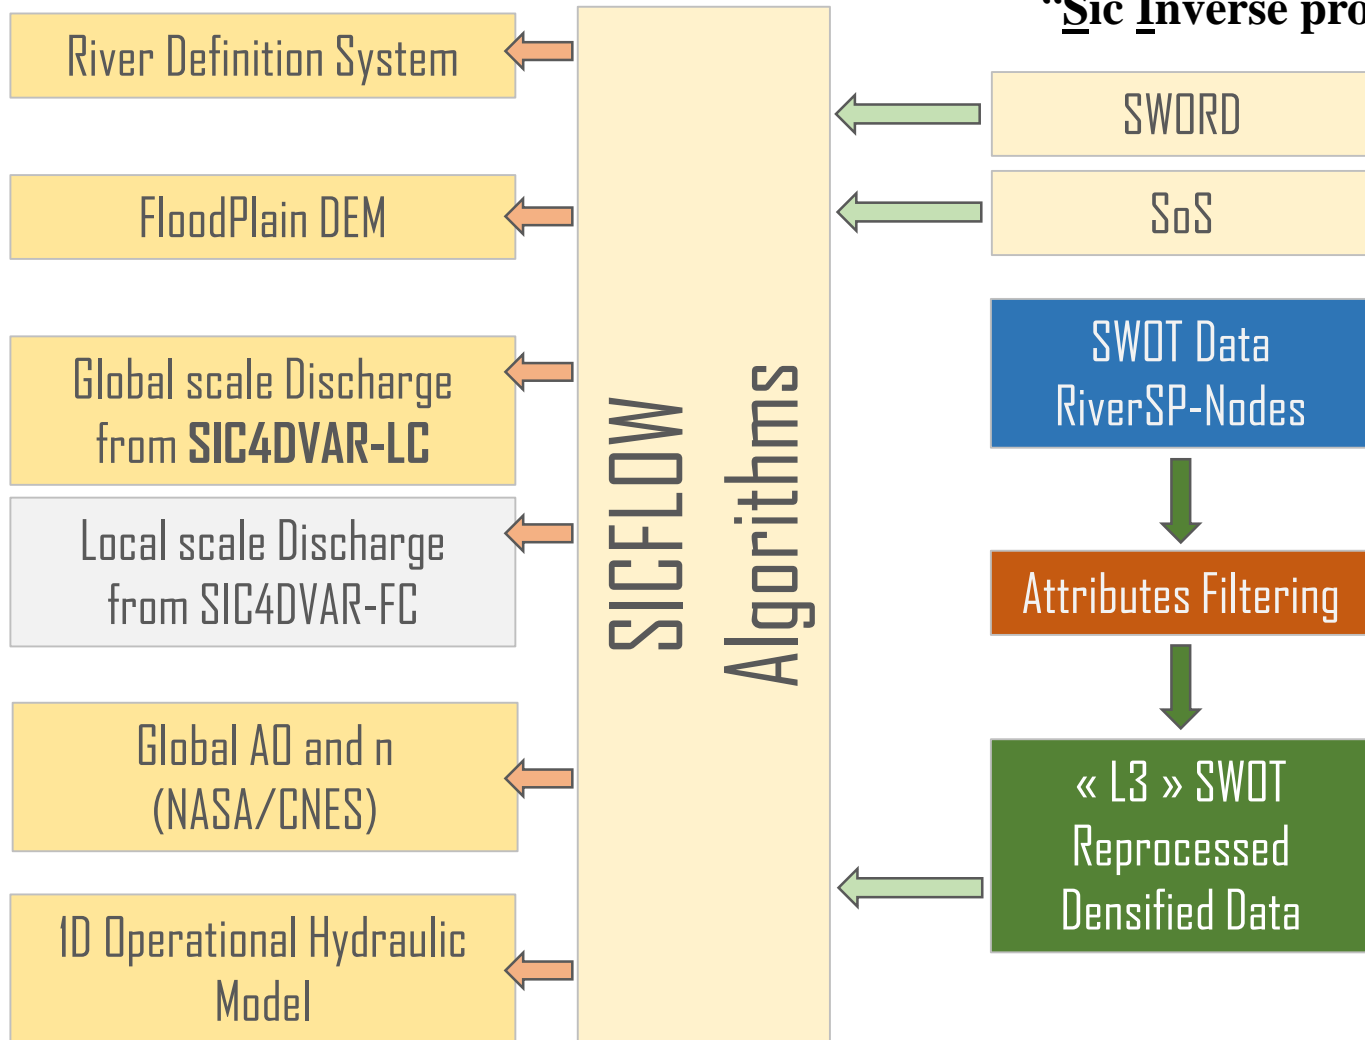 “Sic Inverse pro
River Definition System
FloodPlain DEM
Global scale Discharge
from SIC4DVAR-LC
Local scale Discharge
from SIC4DVAR-FC
Global A0 and n
(NASA/CNES)
1D Operational Hydraulic
Model
SICFLOW
Algorithms
SWORD
SoS
SWOT Data
RiverSP-Nodes
Attributes Filtering
« L3 » SWOT
Reprocessed
Densified Data